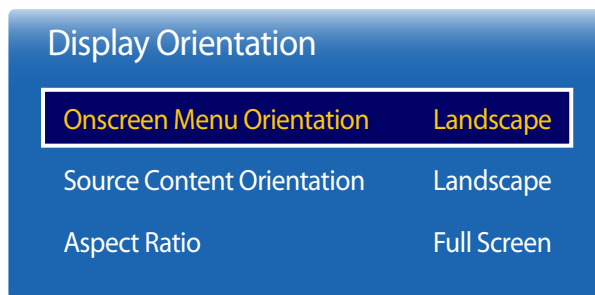 Display Orientation
Onscreen Menu Orientation Landscape
Source Content Orientation Landscape
Aspect Ratio Full Screen